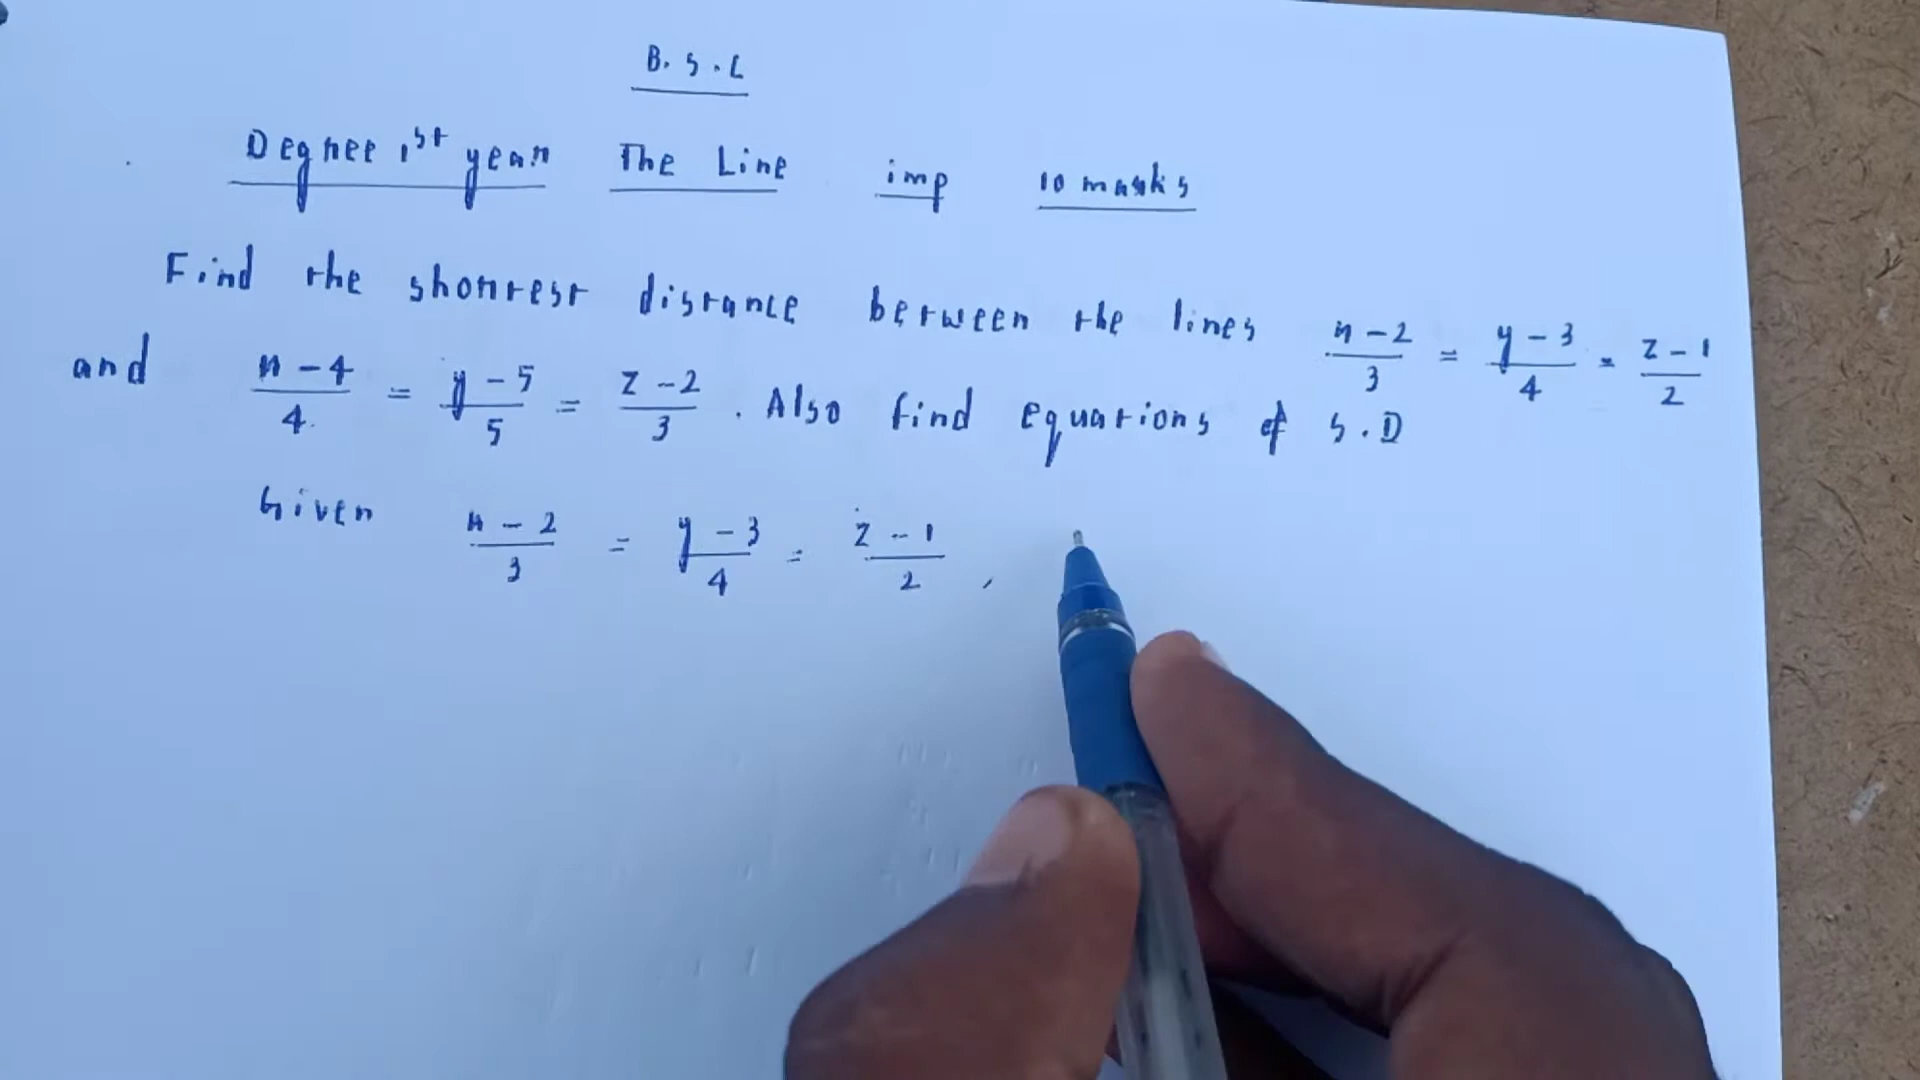 B.S.C
Degree 1st year The Line imp 10 marks
Find the shortest distance between the lines x-2/3 = y-3/4 = z-1/2
and x-4/4 = y-5/5 = z-2/3 . Also find equations of S.D
Given x-2/3 = y-3/4 = z-1/2 ,